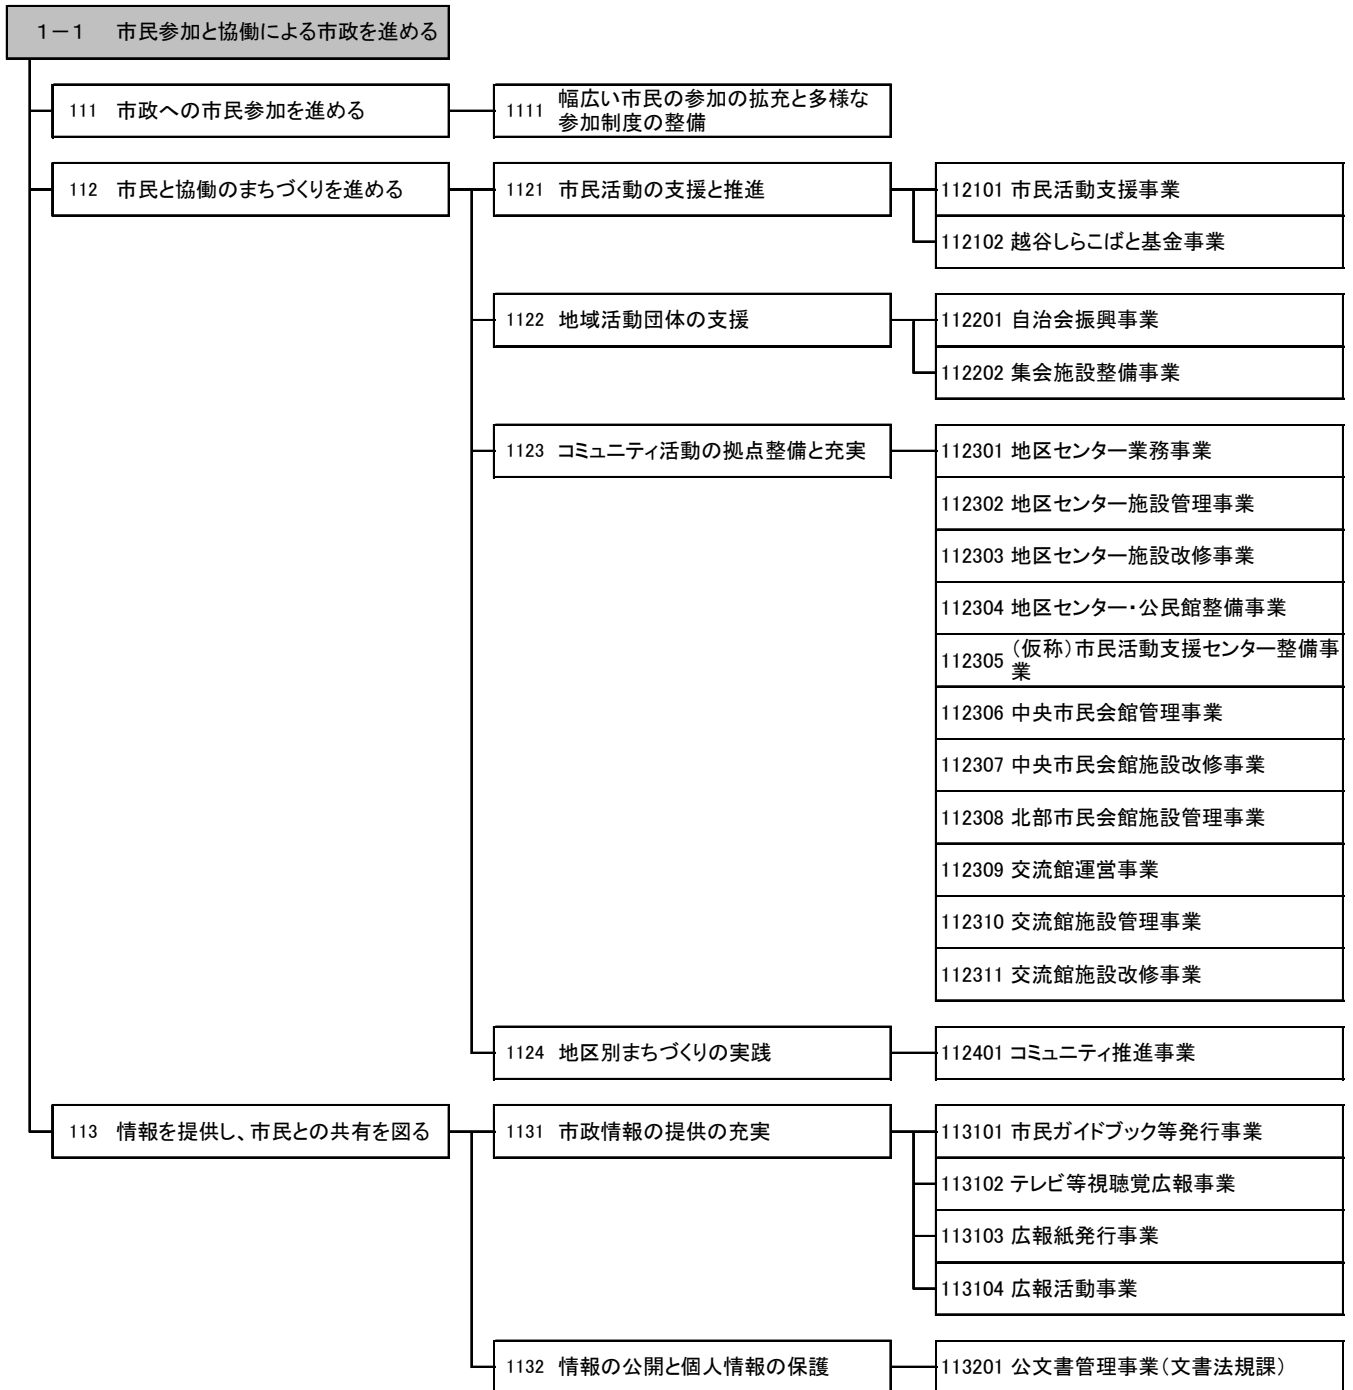 1－1 市民参加と協働による市政を進める
111 市政への市民参加を進める
1111 幅広い市民の参加の拡充と多様な
参加制度の整備
112 市民と協働のまちづくりを進める
1121 市民活動の支援と推進
112101 市民活動支援事業
112102 越谷しらこばと基金事業
1122 地域活動団体の支援
112201 自治会振興事業
112202 集会施設整備事業
1123 コミュニティ活動の拠点整備と充実
112301 地区センター業務事業
112302 地区センター施設管理事業
112303 地区センター施設改修事業
112304 地区センター・公民館整備事業
112305 （仮称）市民活動支援センター整備事
業
112306 中央市民会館管理事業
112307 中央市民会館施設改修事業
112308 北部市民会館施設管理事業
112309 交流館運営事業
112310 交流館施設管理事業
112311 交流館施設改修事業
1124 地区別まちづくりの実践
112401 コミュニティ推進事業
113 情報を提供し、市民との共有を図る
1131 市政情報の提供の充実
113101 市民ガイドブック等発行事業
113102 テレビ等視聴覚広報事業
113103 広報紙発行事業
113104 広報活動事業
1132 情報の公開と個人情報の保護
113201 公文書管理事業（文書法規課）